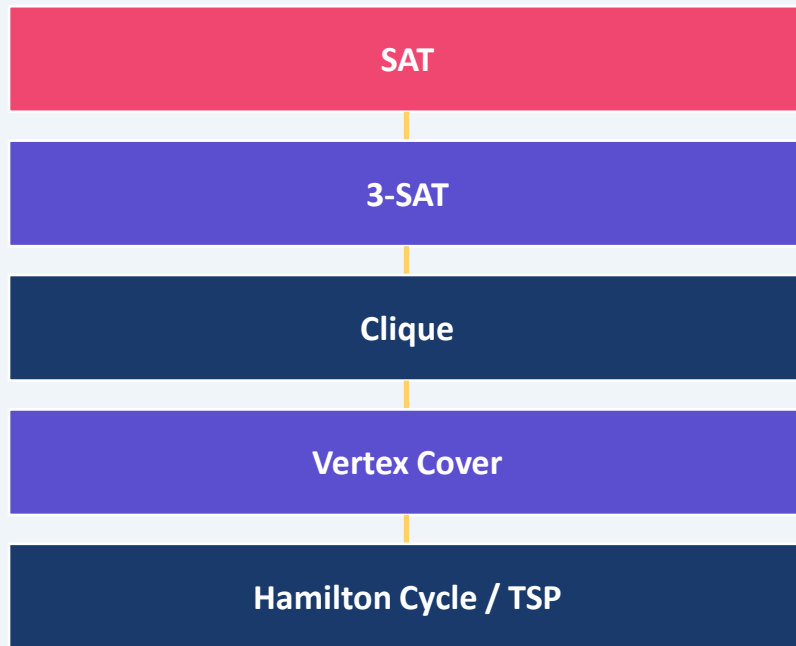 SAT
3-SAT
Clique
Vertex Cover
Hamilton Cycle / TSP